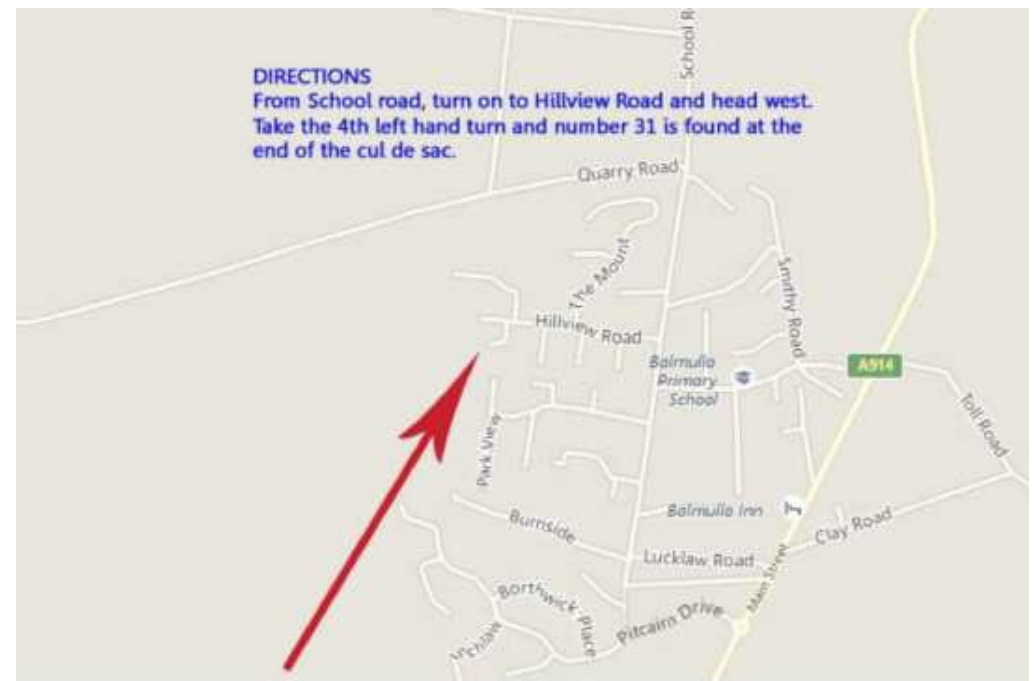 DIRECTIONS
From School road, turn on to Hillview Road and head west.
Take the 4th left hand turn and number 31 is found at the
end of the cul de sac.
School R
Quarry Road
The Mount
Smithy Road
Hillview Road
Balmullo
Primary
School
A914
Toll Road
Park View
Burnside
Balmullo Inn
Clay Road
Lucklaw Road
Main Street
Borthwick Place
Pitcairn Drive